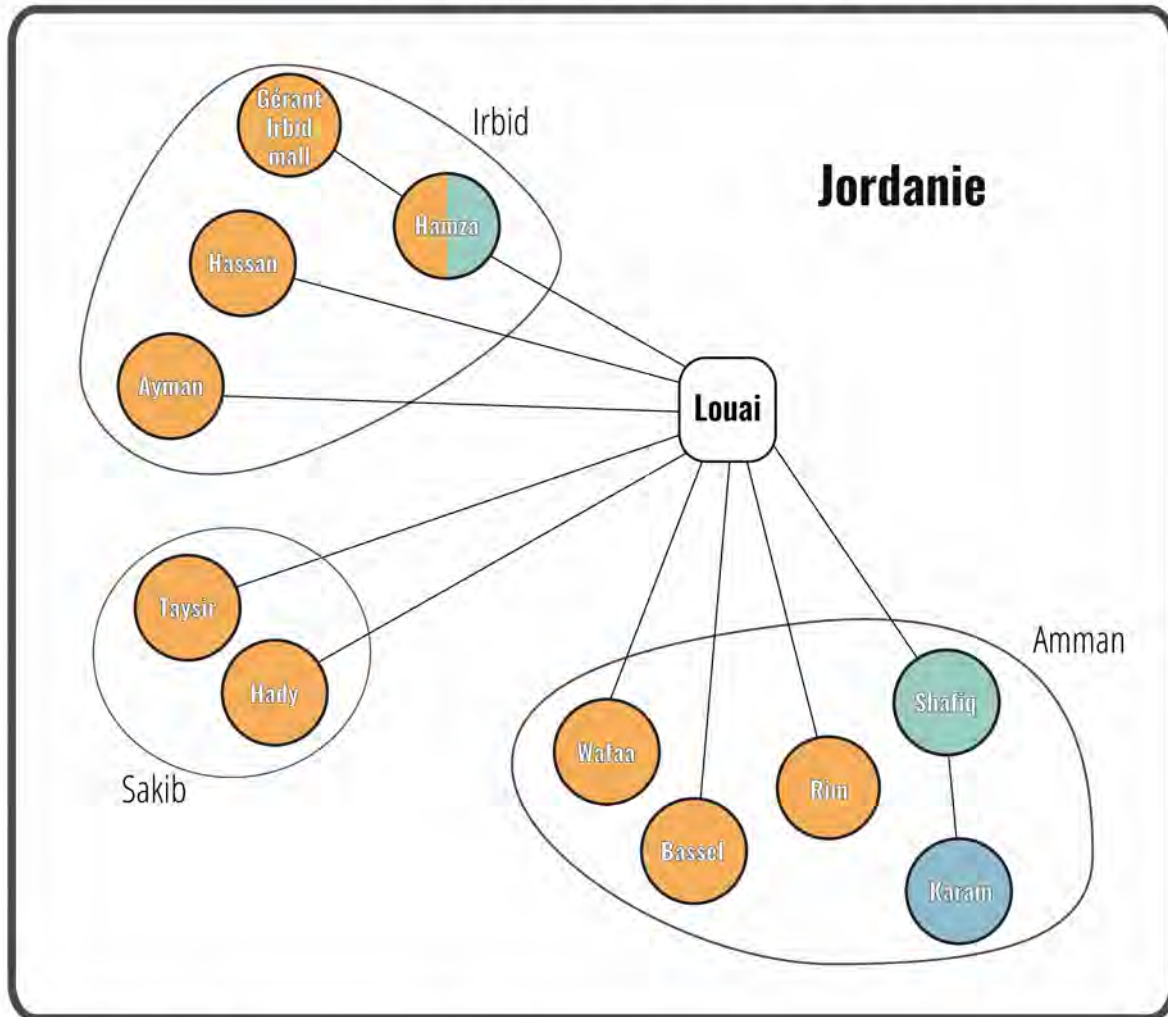 Gérant
Irbid
mall
Irbid
Jordanie
Hamza
Hassan
Ayman
Louai
Taysir
Hady
Sakib
Amman
Shafiq
Wafaa
Rim
Bassel
Karam